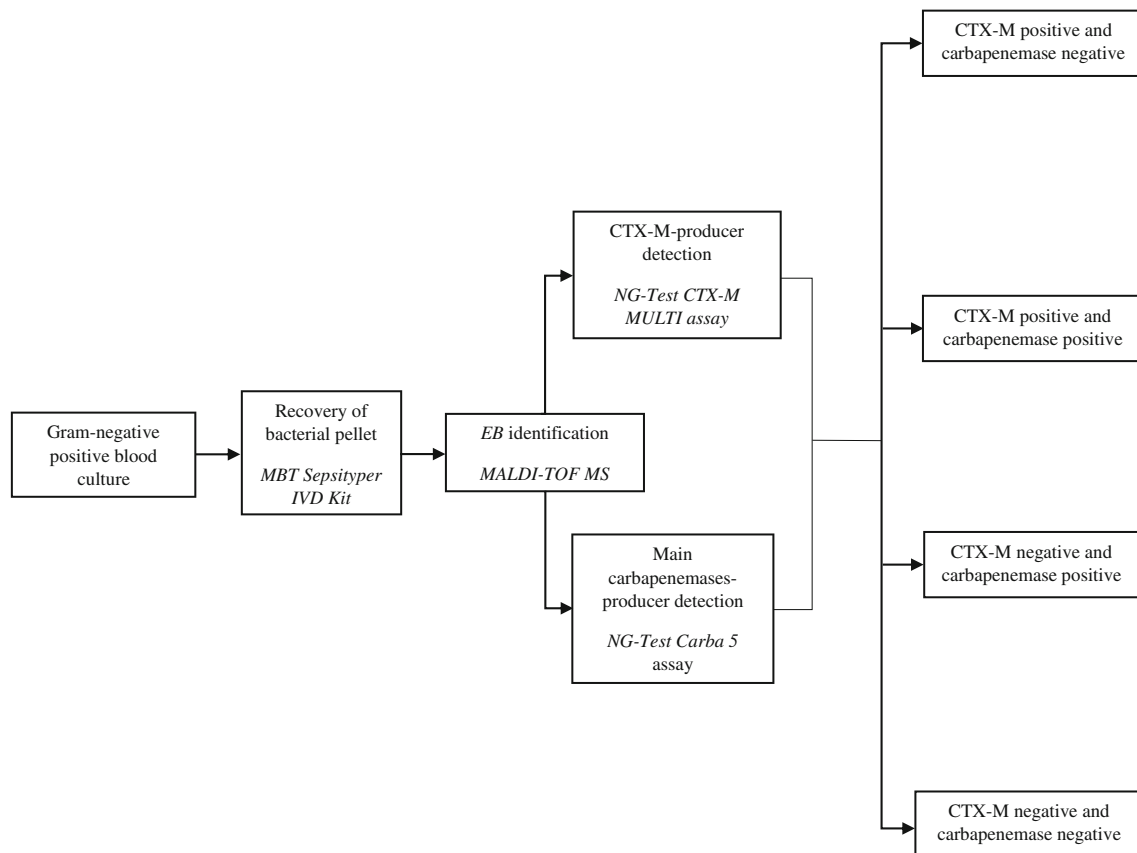 Gram-negative
positive blood
culture
Recovery of
bacterial pellet
MBT Sepsityper
IVD Kit
EB identification
MALDI-TOF MS
CTX-M-producer
detection
NG-Test CTX-M
MULTI assay
Main
carbapenemases-
producer detection
NG-Test Carba 5
assay
CTX-M positive and
carbapenemase negative
CTX-M positive and
carbapenemase positive
CTX-M negative and
carbapenemase positive
CTX-M negative and
carbapenemase negative